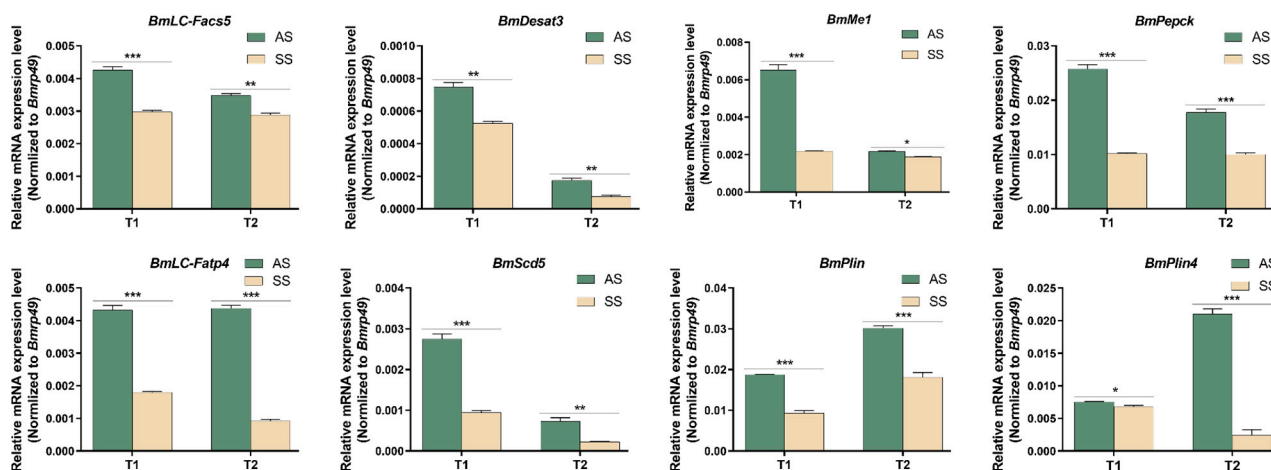 BmLC-Facs5
Relative mRNA expression level
(Normlized to Bmrp49)
0.005
0.004
0.003
0.002
0.001
0.000
AS
SS
***
**
T1
T2
BmDesat3
Relative mRNA expression level
(Normlized to Bmrp49)
0.0010
0.0008
0.0006
0.0004
0.0002
0.0000
AS
SS
**
**
T1
T2
BmMe1
Relative mRNA expression level
(Normlized to Bmrp49)
0.008
0.006
0.004
0.002
0.000
AS
SS
***
*
T1
T2
BmPepck
Relative mRNA expression level
(Normlized to Bmrp49)
0.03
0.02
0.01
0.00
AS
SS
***
***
T1
T2
BmLC-Fatp4
Relative mRNA expression level
(Normlized to Bmrp49)
0.005
0.004
0.003
0.002
0.001
0.000
AS
SS
***
***
T1
T2
BmScd5
Relative mRNA expression level
(Normlized to Bmrp49)
0.004
0.003
0.002
0.001
0.000
AS
SS
***
**
T1
T2
BmPlin
Relative mRNA expression level
(Normlized to Bmrp49)
0.04
0.03
0.02
0.01
0.00
AS
SS
***
***
T1
T2
BmPlin4
Relative mRNA expression level
(Normlized to Bmrp49)
0.025
0.020
0.015
0.010
0.005
0.000
AS
SS
*
***
T1
T2